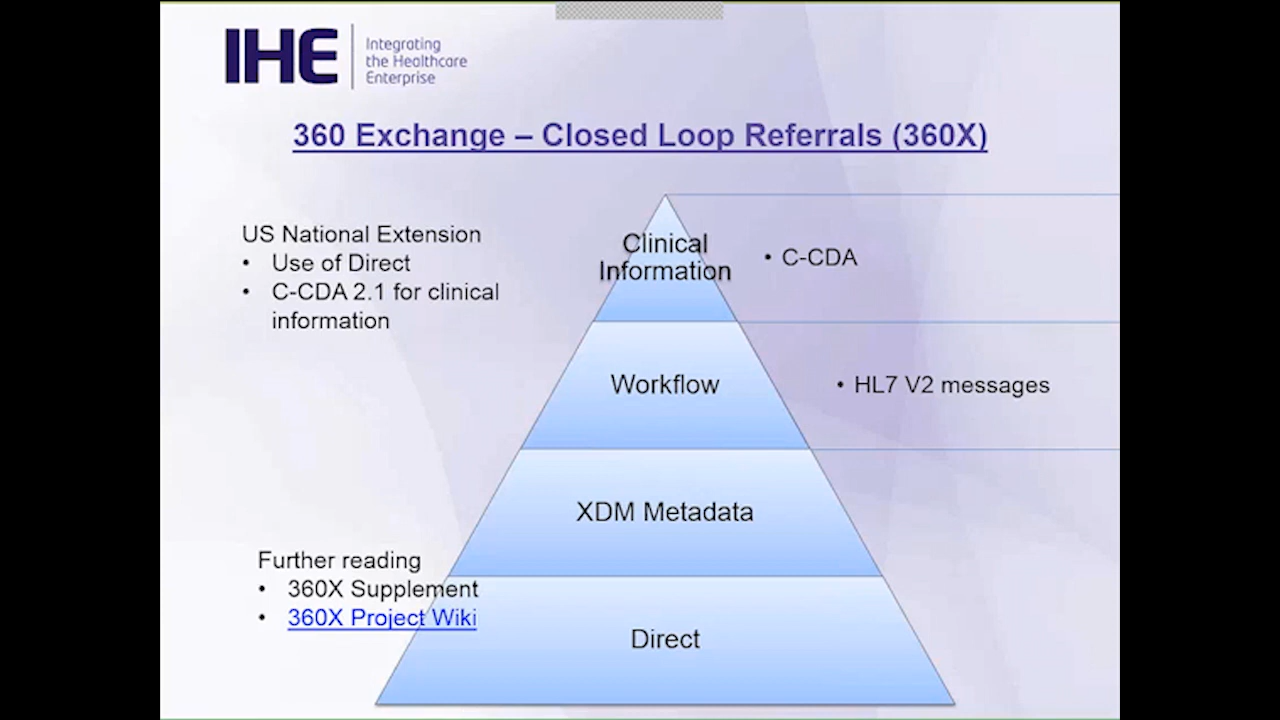 IHE
Integrating
the Healthcare
Enterprise
360 Exchange – Closed Loop Referrals (360X)
US National Extension
• Use of Direct
• C-CDA 2.1 for clinical
information
Clinical
Information
• C-CDA
Workflow
• HL7 V2 messages
XDM Metadata
Further reading
• 360X Supplement
• 360X Project Wiki
Direct